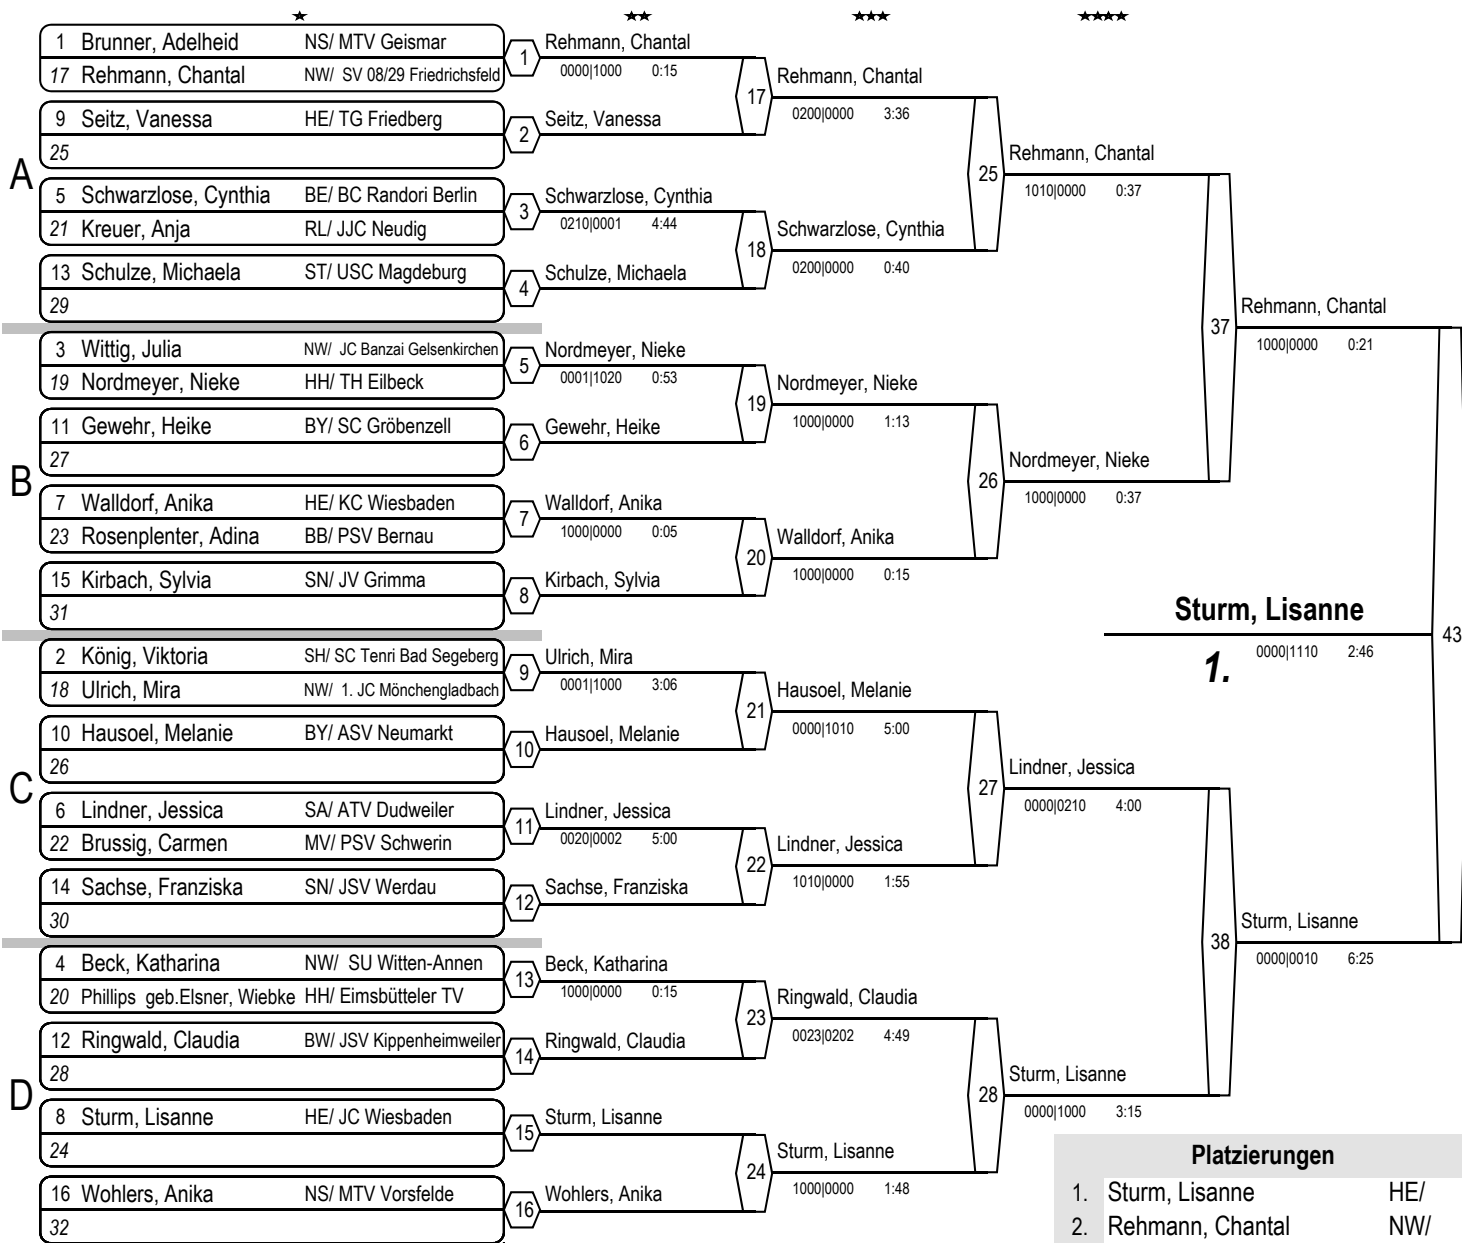 ★ ★★ ★★★ ★★★★
A
1 Brunner, Adelheid NS/ MTV Geismar
17 Rehmann, Chantal NW/ SV 08/29 Friedrichsfeld
9 Seitz, Vanessa HE/ TG Friedberg
25
5 Schwarzlose, Cynthia BE/ BC Randori Berlin
21 Kreuer, Anja RL/ JJC Neudig
13 Schulze, Michaela ST/ USC Magdeburg
29
B
3 Wittig, Julia NW/ JC Banzai Gelsenkirchen
19 Nordmeyer, Nieke HH/ TH Eilbeck
11 Gewehr, Heike BY/ SC Gröbenzell
27
7 Walldorf, Anika HE/ KC Wiesbaden
23 Rosenplenter, Adina BB/ PSV Bernau
15 Kirbach, Sylvia SN/ JV Grimma
31
C
2 König, Viktoria SH/ SC Tenri Bad Segeberg
18 Ulrich, Mira NW/ 1. JC Mönchengladbach
10 Hausoel, Melanie BY/ ASV Neumarkt
26
6 Lindner, Jessica SA/ ATV Dudweiler
22 Brussig, Carmen MV/ PSV Schwerin
14 Sachse, Franziska SN/ JSV Werdau
30
D
4 Beck, Katharina NW/ SU Witten-Annen
20 Phillips geb.Elsner, Wiebke HH/ Eimsbütteler TV
12 Ringwald, Claudia BW/ JSV Kippenheimweiler
28
8 Sturm, Lisanne HE/ JC Wiesbaden
24
16 Wohlers, Anika NS/ MTV Vorsfelde
32
1 Rehmann, Chantal
0000|1000 0:15
2 Seitz, Vanessa
3 Schwarzlose, Cynthia
0210|0001 4:44
4 Schulze, Michaela
5 Nordmeyer, Nieke
0001|1020 0:53
6 Gewehr, Heike
7 Walldorf, Anika
1000|0000 0:05
8 Kirbach, Sylvia
9 Ulrich, Mira
0001|1000 3:06
10 Hausoel, Melanie
11 Lindner, Jessica
0020|0002 5:00
12 Sachse, Franziska
13 Beck, Katharina
1000|0000 0:15
14 Ringwald, Claudia
15 Sturm, Lisanne
16 Wohlers, Anika
17 Rehmann, Chantal
0200|0000 3:36
18 Schwarzlose, Cynthia
0200|0000 0:40
19 Nordmeyer, Nieke
1000|0000 1:13
20 Walldorf, Anika
1000|0000 0:15
21 Hausoel, Melanie
0000|1010 5:00
22 Lindner, Jessica
1010|0000 1:55
23 Ringwald, Claudia
0023|0202 4:49
24 Sturm, Lisanne
1000|0000 1:48
25 Rehmann, Chantal
1010|0000 0:37
26 Nordmeyer, Nieke
1000|0000 0:37
27 Lindner, Jessica
0000|0210 4:00
28 Sturm, Lisanne
0000|1000 3:15
37 Rehmann, Chantal
1000|0000 0:21
38 Sturm, Lisanne
0000|0010 6:25
Sturm, Lisanne 43
1. 0000|1110 2:46
Platzierungen
1. Sturm, Lisanne HE/
2. Rehmann, Chantal NW/